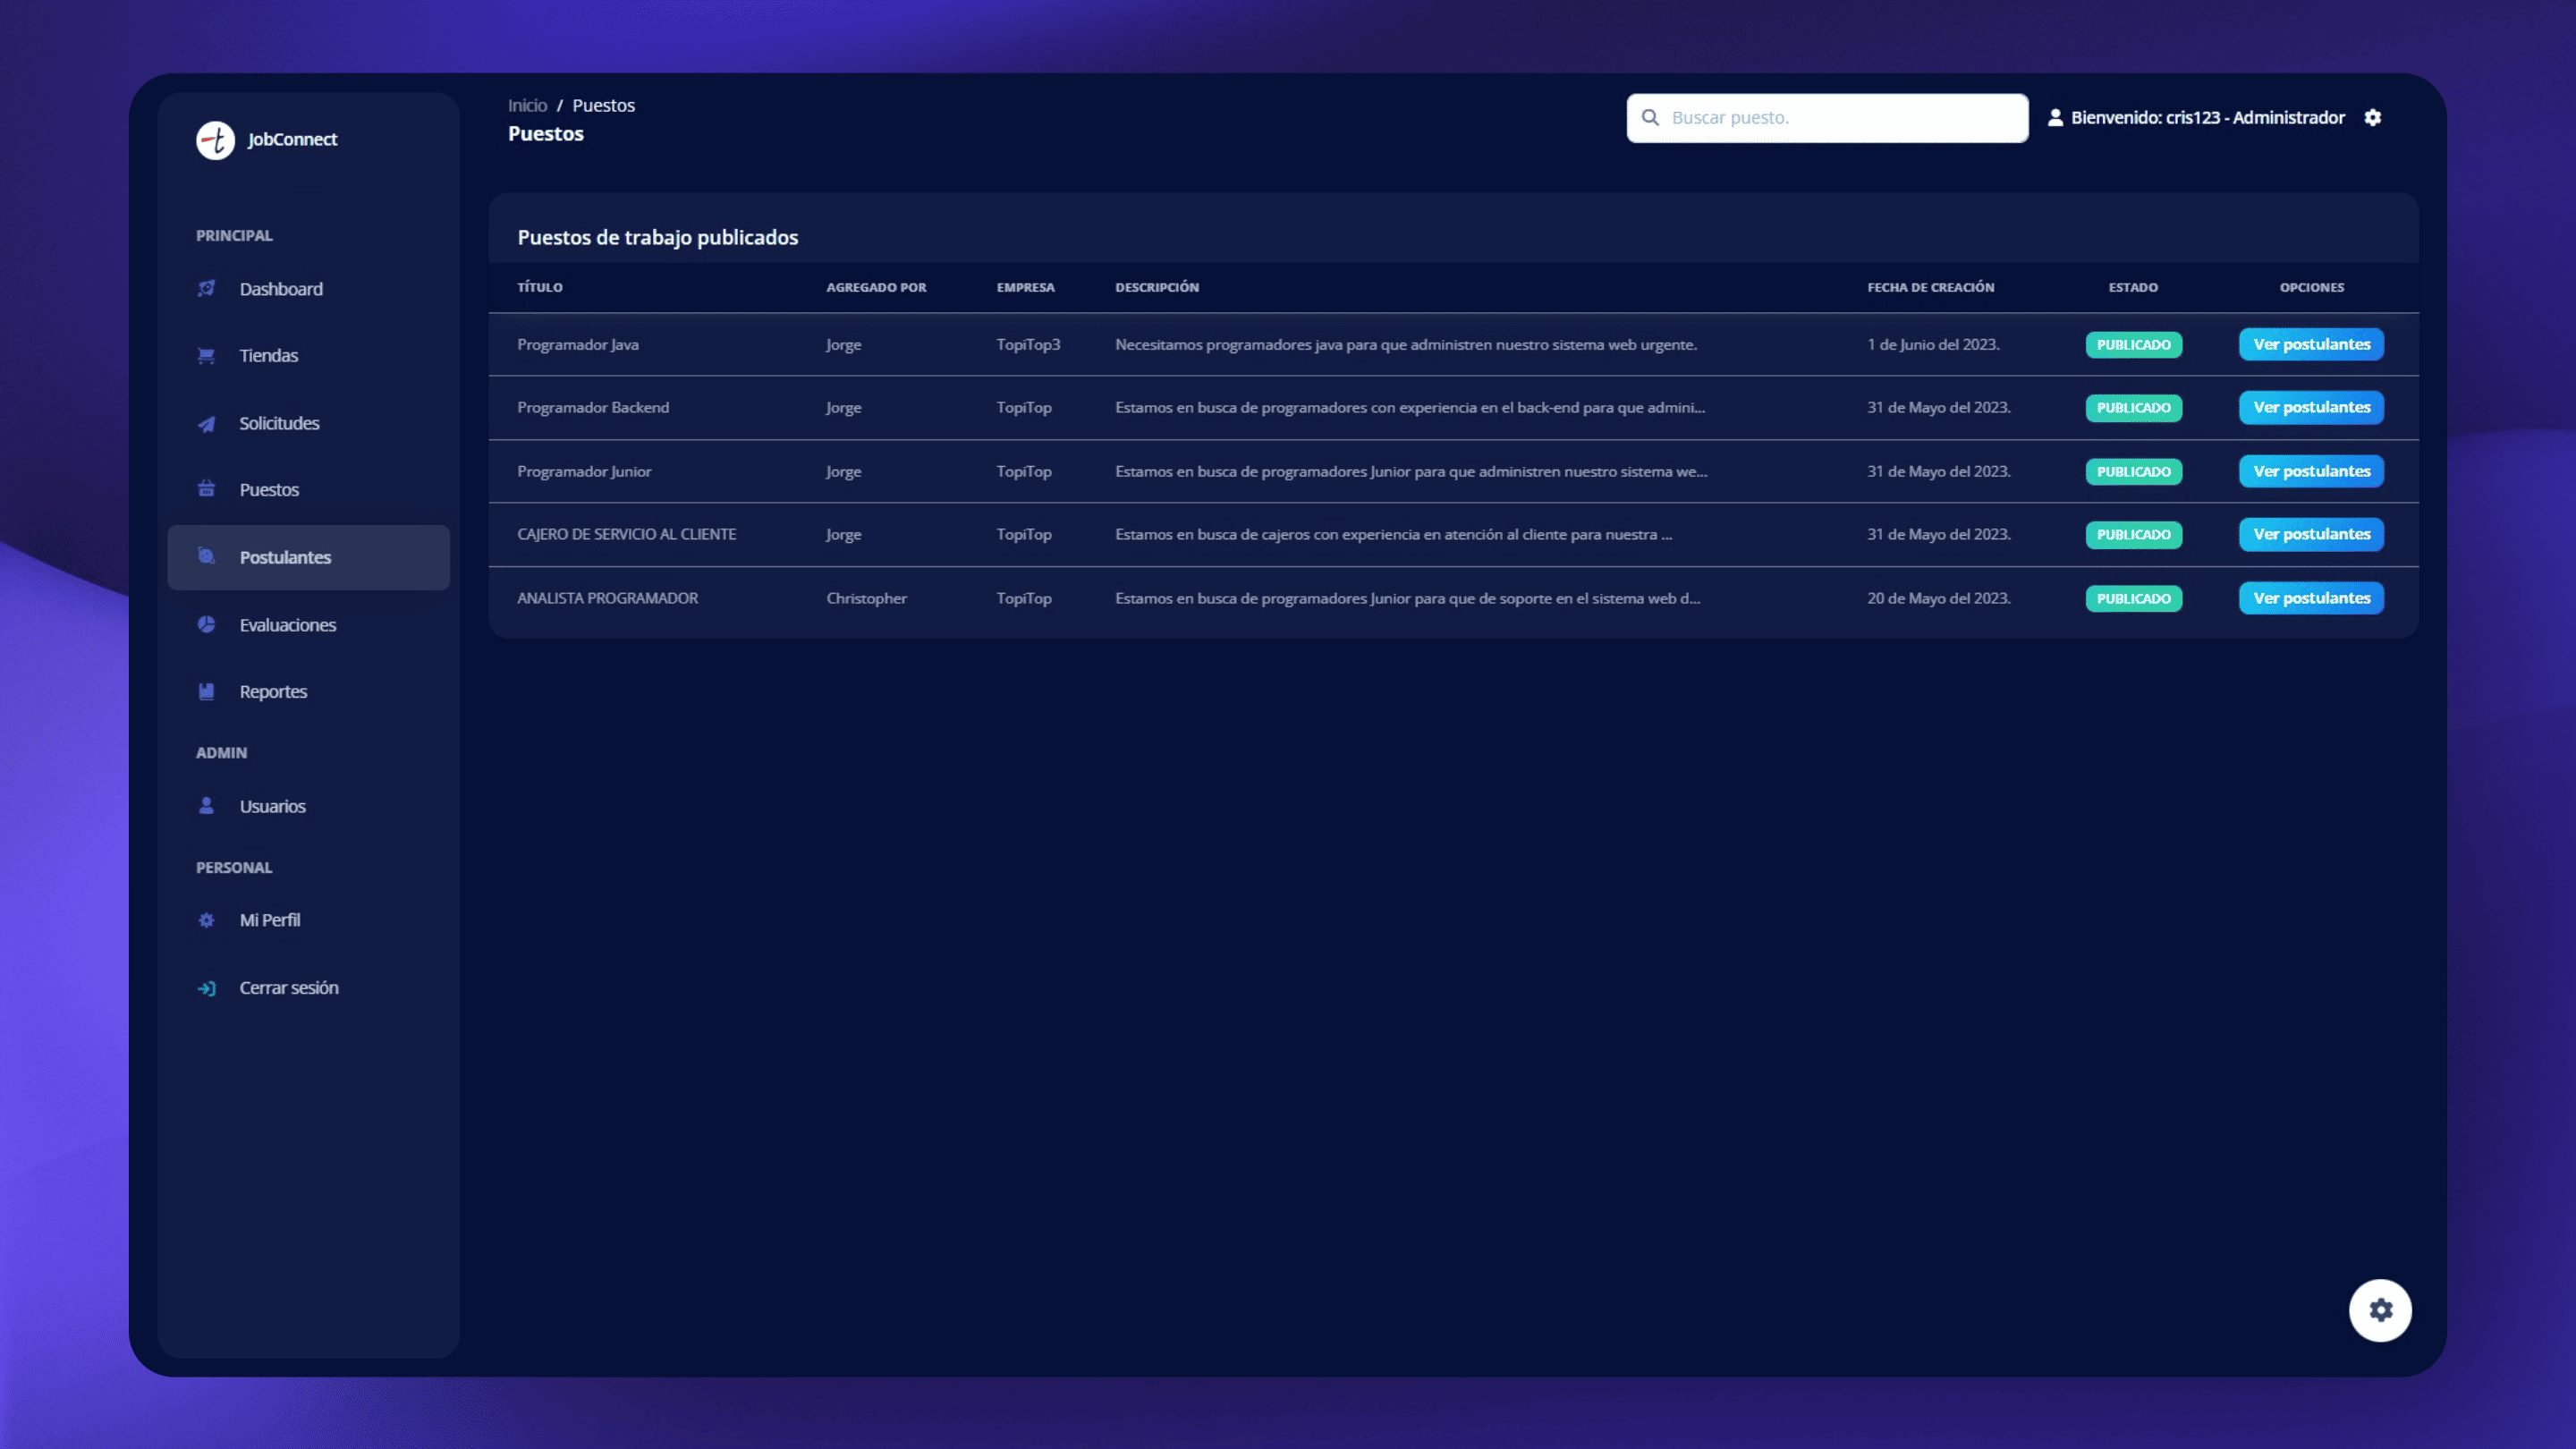 JobConnect
PRINCIPAL
Dashboard
Tiendas
Solicitudes
Puestos
Postulantes
Evaluaciones
Reportes
ADMIN
Usuarios
PERSONAL
Mi Perfil
Cerrar sesión
Inicio / Puestos
Puestos
Buscar puesto.
Bienvenido: cris123 - Administrador
Puestos de trabajo publicados
TÍTULO AGREGADO POR EMPRESA DESCRIPCIÓN FECHA DE CREACIÓN ESTADO OPCIONES
Programador Java Jorge TopiTop3 Necesitamos programadores java para que administren nuestro sistema web urgente. 1 de Junio del 2023. PUBLICADO Ver postulantes
Programador Backend Jorge TopiTop Estamos en busca de programadores con experiencia en el back-end para que admini... 31 de Mayo del 2023. PUBLICADO Ver postulantes
Programador Junior Jorge TopiTop Estamos en busca de programadores Junior para que administren nuestro sistema we... 31 de Mayo del 2023. PUBLICADO Ver postulantes
CAJERO DE SERVICIO AL CLIENTE Jorge TopiTop Estamos en busca de cajeros con experiencia en atención al cliente para nuestra ... 31 de Mayo del 2023. PUBLICADO Ver postulantes
ANALISTA PROGRAMADOR Christopher TopiTop Estamos en busca de programadores Junior para que de soporte en el sistema web d... 20 de Mayo del 2023. PUBLICADO Ver postulantes